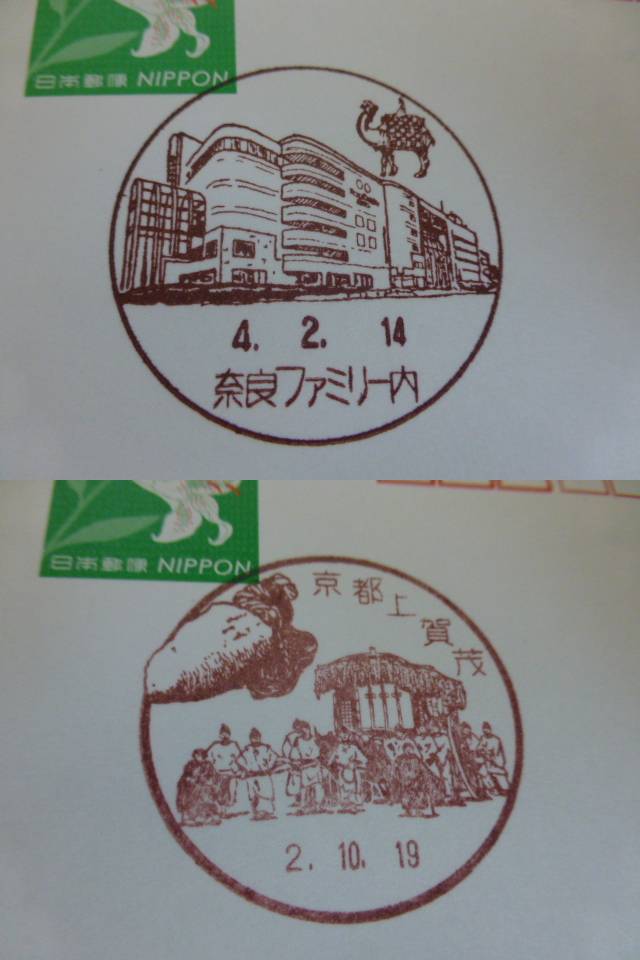 日本郵便 NIPPON
4. 2. 14
奈良ファミリー内
日本郵便 NIPPON
京都上賀茂
2. 10. 19